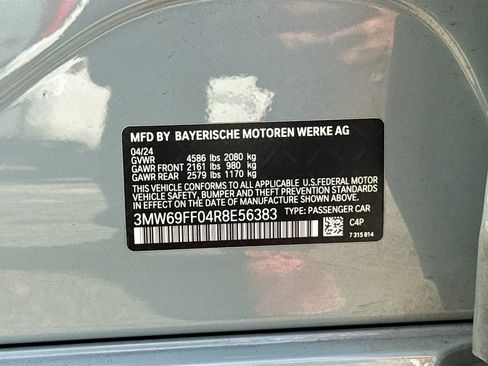 MFD BY BAYERISCHE MOTOREN WERKE AG
04/24
GVWR 4586 lbs 2080 kg
GAWR FRONT 2161 lbs 980 kg
GAWR REAR 2579 lbs 1170 kg
THIS VEHICLE CONFORMS TO ALL APPLICABLE U.S. FEDERAL MOTOR
VEHICLE SAFETY, BUMPER, AND THEFT PREVENTION STANDARDS IN
EFFECT ON THE DATE OF MANUFACTURE SHOWN ABOVE.
3MW69FF04R8E56383 TYPE: PASSENGER CAR
C4P
7 315 814